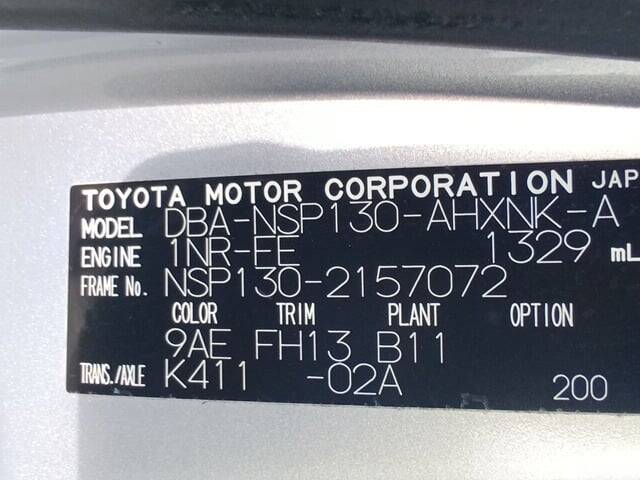 TOYOTA MOTOR CORPORATION JAP
MODEL DBA-NSP130-AHXNK-A
ENGINE 1NR-FE 1329 mL
FRAME No. NSP130-2157072
COLOR TRIM PLANT OPTION
9AE FH13 B11
TRANS./AXLE K411 -02A 200